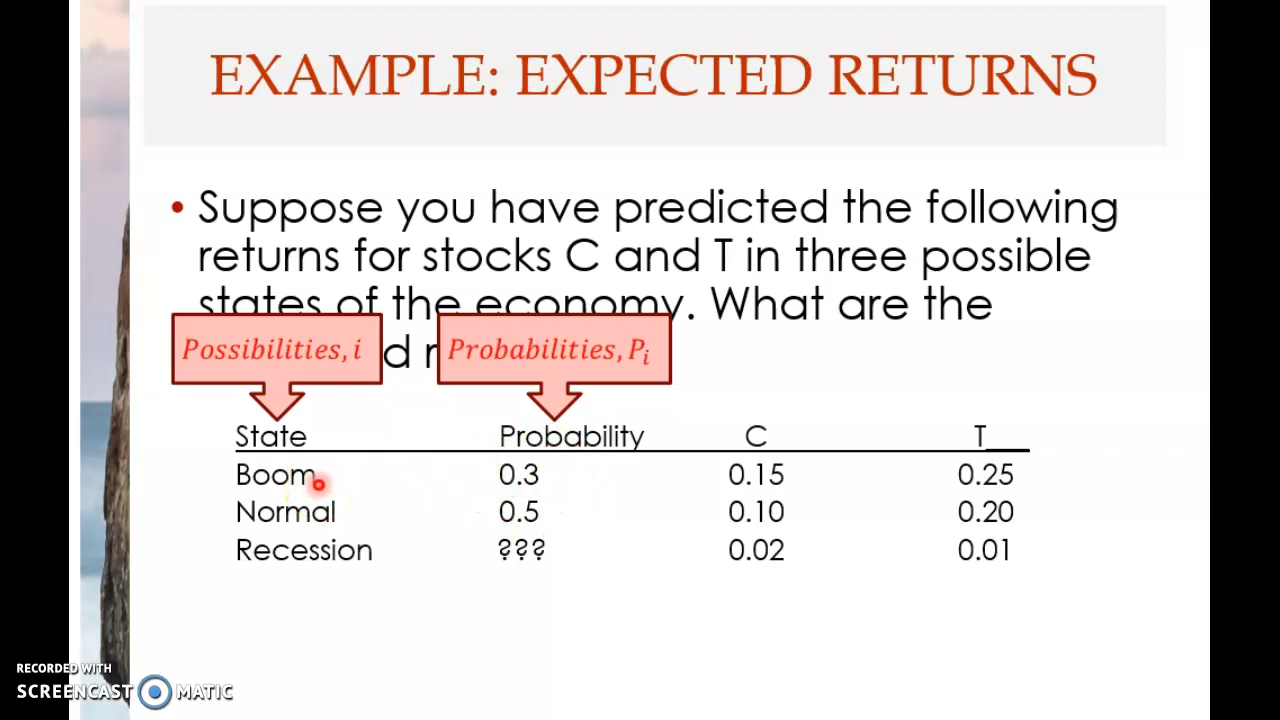 EXAMPLE: EXPECTED RETURNS
• Suppose you have predicted the following
returns for stocks C and T in three possible
states of the economy. What are the
Possibilities, i d r Probabilities, Pi
State Probability C T
Boom 0.3 0.15 0.25
Normal 0.5 0.10 0.20
Recession ??? 0.02 0.01
RECORDED WITH
SCREENCAST MATIC